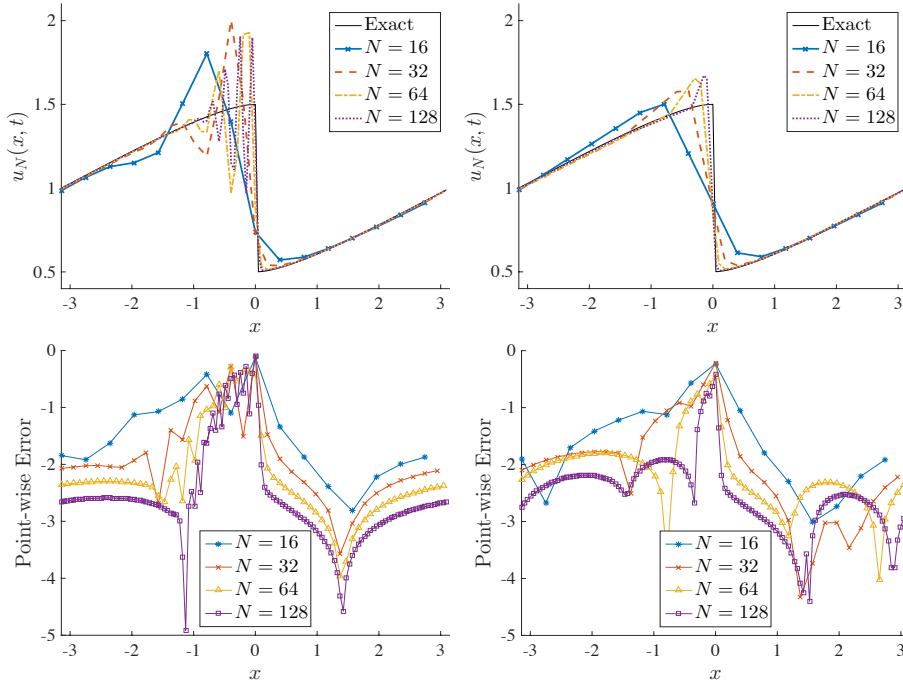 2
1.5
1
0.5
u_N(x, t)
-3 -2 -1 0 1 2 3
x
Exact
N = 16
N = 32
N = 64
N = 128
2
1.5
1
0.5
u_N(x, t)
-3 -2 -1 0 1 2 3
x
Exact
N = 16
N = 32
N = 64
N = 128
0
-1
-2
-3
-4
-5
Point-wise Error
-3 -2 -1 0 1 2 3
x
N = 16
N = 32
N = 64
N = 128
0
-1
-2
-3
-4
-5
Point-wise Error
-3 -2 -1 0 1 2 3
x
N = 16
N = 32
N = 64
N = 128